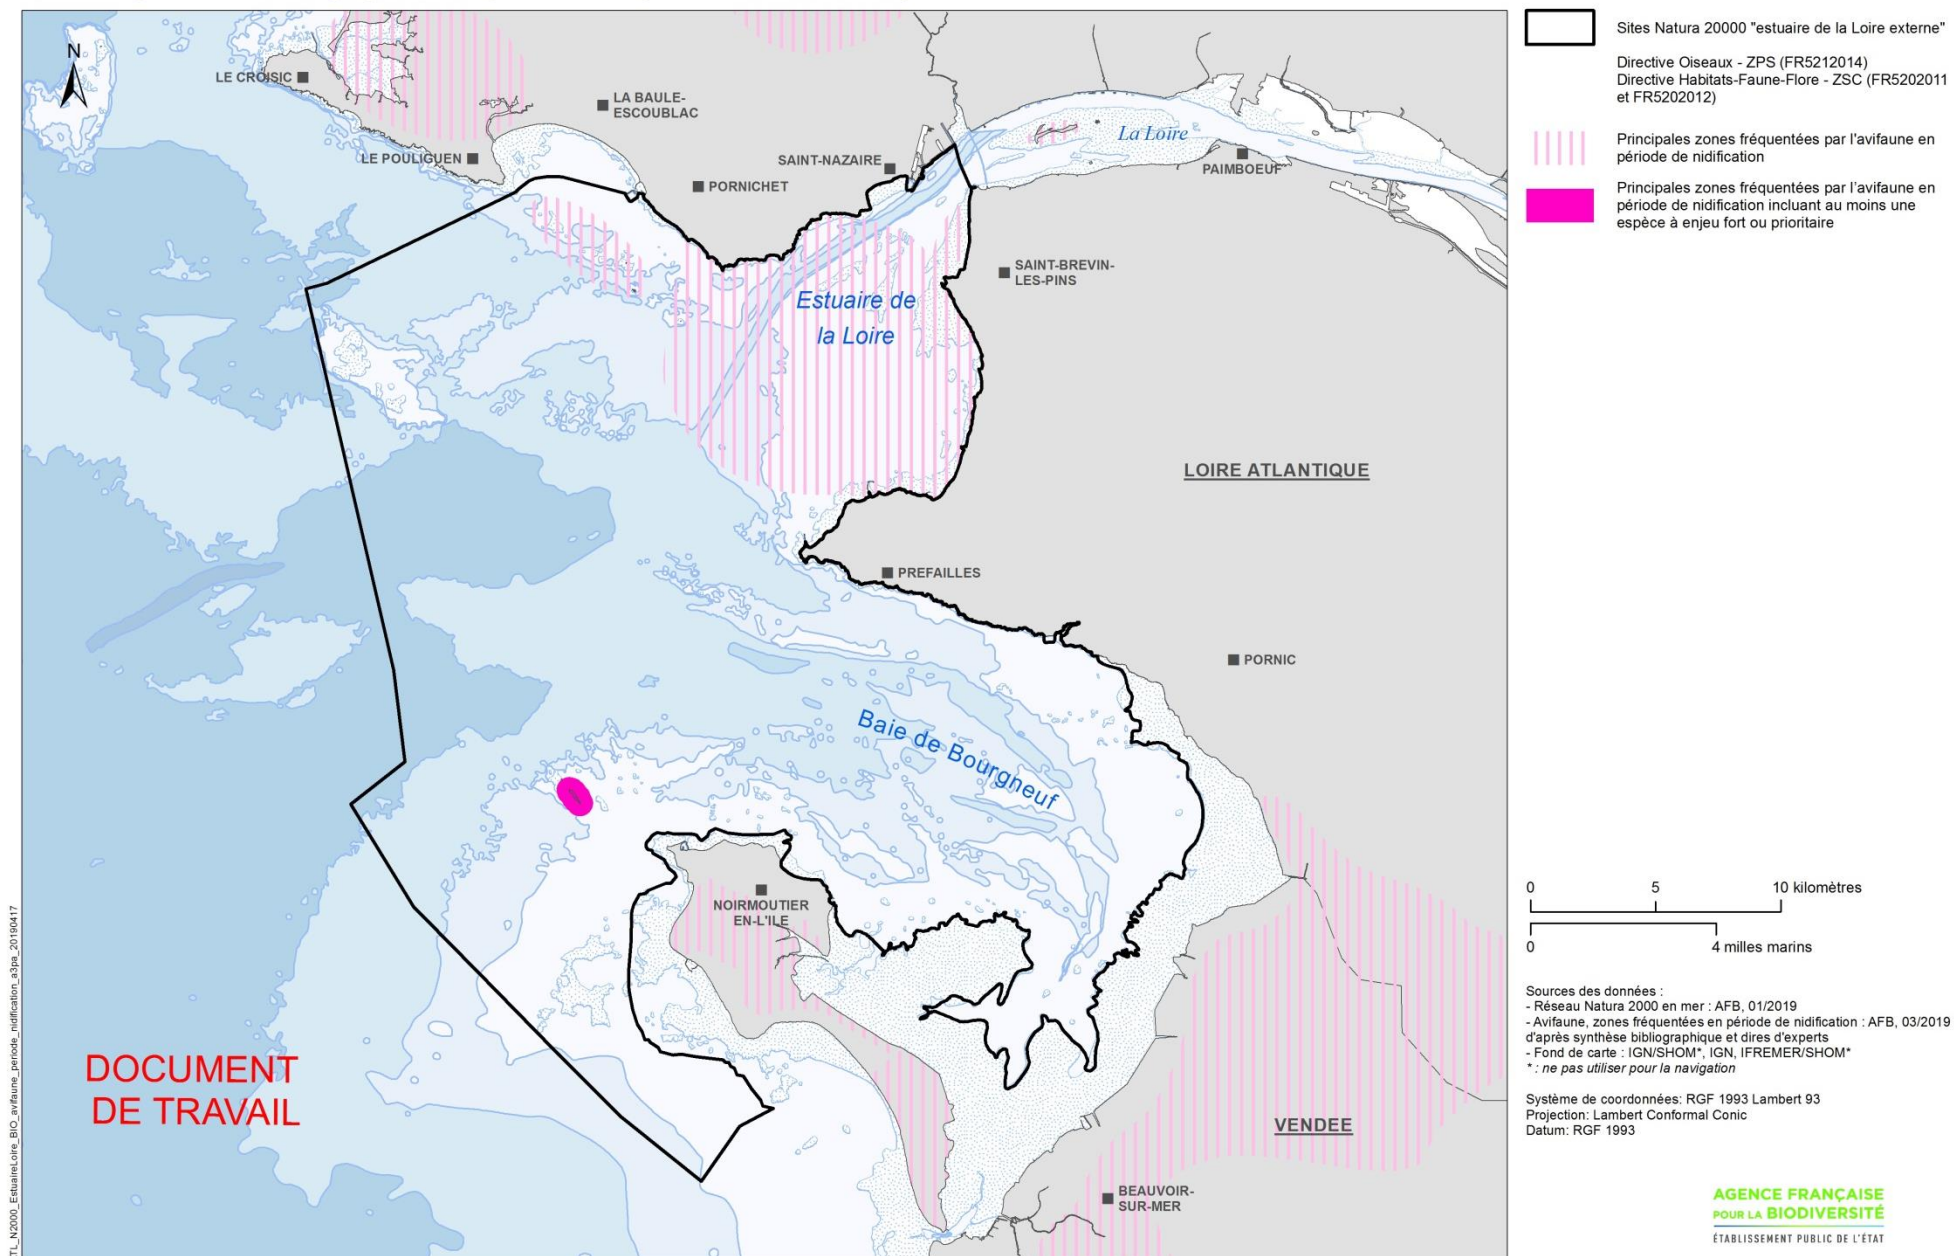 N
LE CROISIC
LA BAULE-
ESCOUBLAC
LE POULIGUEN
PORNICHET
SAINT-NAZAIRE
La Loire
PAIMBOEUF
SAINT-BREVIN-
LES-PINS
Estuaire de
la Loire
LOIRE ATLANTIQUE
PREFAILLES
PORNIC
Baie de Bourgneuf
NOIRMOUTIER
EN-L'ILE
DOCUMENT
DE TRAVAIL
VENDEE
BEAUVOIR-
SUR-MER
TL_N2000_EstuaireLoire_BIO_avifaune_periode_nidification_a3pa_20190417
Sites Natura 20000 "estuaire de la Loire externe"
Directive Oiseaux - ZPS (FR5212014)
Directive Habitats-Faune-Flore - ZSC (FR5202011
et FR5202012)
Principales zones fréquentées par l'avifaune en
période de nidification
Principales zones fréquentées par l'avifaune en
période de nidification incluant au moins une
espèce à enjeu fort ou prioritaire
0 5 10 kilomètres
0 4 milles marins
Sources des données :
- Réseau Natura 2000 en mer : AFB, 01/2019
- Avifaune, zones fréquentées en période de nidification : AFB, 03/2019
d'après synthèse bibliographique et dires d'experts
- Fond de carte : IGN/SHOM*, IGN, IFREMER/SHOM*
* : ne pas utiliser pour la navigation
Système de coordonnées: RGF 1993 Lambert 93
Projection: Lambert Conformal Conic
Datum: RGF 1993
AGENCE FRANÇAISE
POUR LA BIODIVERSITÉ
ÉTABLISSEMENT PUBLIC DE L'ÉTAT